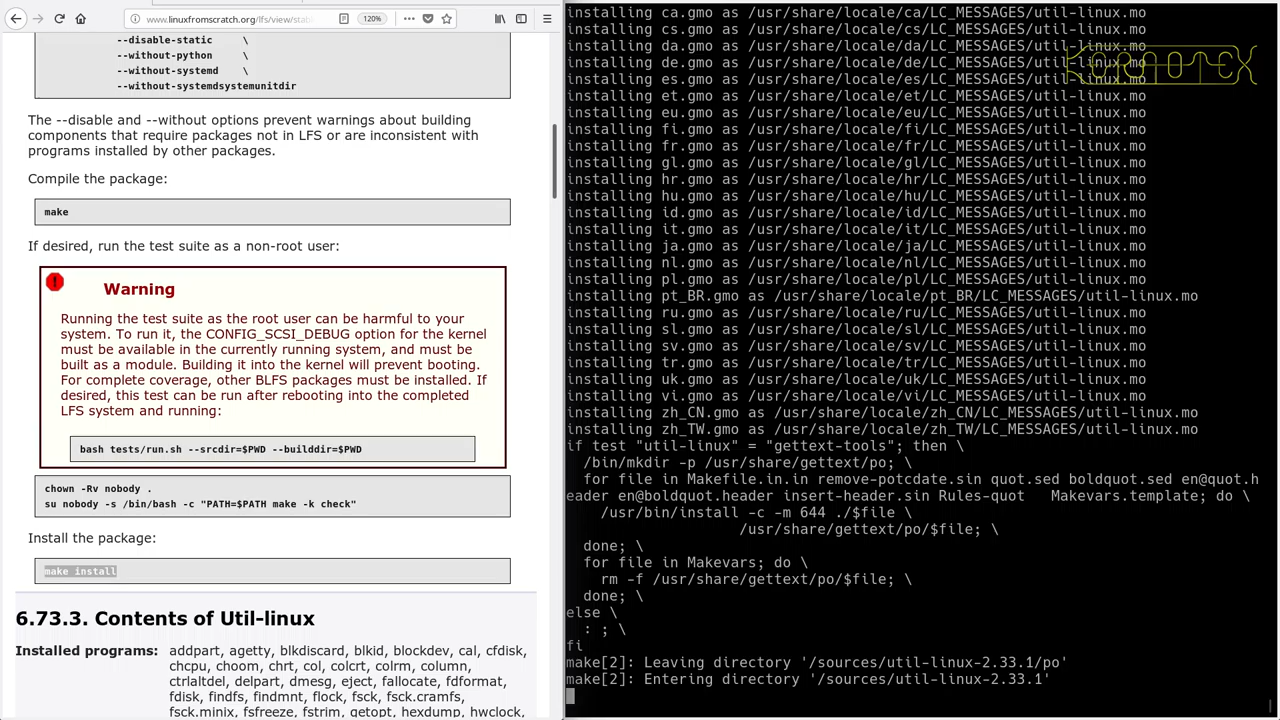 www.linuxfromscratch.org/lfs/view/stab
120%
--disable-static     \
--without-python     \
--without-systemd    \
--without-systemdsystemunitdir
The --disable and --without options prevent warnings about building
components that require packages not in LFS or are inconsistent with
programs installed by other packages.
Compile the package:
make
If desired, run the test suite as a non-root user:
Warning
Running the test suite as the root user can be harmful to your
system. To run it, the CONFIG_SCSI_DEBUG option for the kernel
must be available in the currently running system, and must be
built as a module. Building it into the kernel will prevent booting.
For complete coverage, other BLFS packages must be installed. If
desired, this test can be run after rebooting into the completed
LFS system and running:
bash tests/run.sh --srcdir=$PWD --builddir=$PWD
chown -Rv nobody .
su nobody -s /bin/bash -c "PATH=$PATH make -k check"
Install the package:
make install
6.73.3. Contents of Util-linux
Installed programs: addpart, agetty, blkdiscard, blkid, blockdev, cal, cfdisk,
chcpu, choom, chrt, col, colcrt, colrm, column,
ctrlaltdel, delpart, dmesg, eject, fallocate, fdformat,
fdisk, findfs, findmnt, flock, fsck, fsck.cramfs,
fsck.minix, fsfreeze, fstrim, getopt, hexdump, hwclock,
installing ca.gmo as /usr/share/locale/ca/LC_MESSAGES/util-linux.mo
installing cs.gmo as /usr/share/locale/cs/LC_MESSAGES/util-linux.mo
installing da.gmo as /usr/share/locale/da/LC_MESSAGES/util-linux.mo
installing de.gmo as /usr/share/locale/de/LC_MESSAGES/util-linux.mo
installing es.gmo as /usr/share/locale/es/LC_MESSAGES/util-linux.mo
installing et.gmo as /usr/share/locale/et/LC_MESSAGES/util-linux.mo
installing eu.gmo as /usr/share/locale/eu/LC_MESSAGES/util-linux.mo
installing fi.gmo as /usr/share/locale/fi/LC_MESSAGES/util-linux.mo
installing fr.gmo as /usr/share/locale/fr/LC_MESSAGES/util-linux.mo
installing gl.gmo as /usr/share/locale/gl/LC_MESSAGES/util-linux.mo
installing hr.gmo as /usr/share/locale/hr/LC_MESSAGES/util-linux.mo
installing hu.gmo as /usr/share/locale/hu/LC_MESSAGES/util-linux.mo
installing id.gmo as /usr/share/locale/id/LC_MESSAGES/util-linux.mo
installing it.gmo as /usr/share/locale/it/LC_MESSAGES/util-linux.mo
installing ja.gmo as /usr/share/locale/ja/LC_MESSAGES/util-linux.mo
installing nl.gmo as /usr/share/locale/nl/LC_MESSAGES/util-linux.mo
installing pl.gmo as /usr/share/locale/pl/LC_MESSAGES/util-linux.mo
installing pt_BR.gmo as /usr/share/locale/pt_BR/LC_MESSAGES/util-linux.mo
installing ru.gmo as /usr/share/locale/ru/LC_MESSAGES/util-linux.mo
installing sl.gmo as /usr/share/locale/sl/LC_MESSAGES/util-linux.mo
installing sv.gmo as /usr/share/locale/sv/LC_MESSAGES/util-linux.mo
installing tr.gmo as /usr/share/locale/tr/LC_MESSAGES/util-linux.mo
installing uk.gmo as /usr/share/locale/uk/LC_MESSAGES/util-linux.mo
installing vi.gmo as /usr/share/locale/vi/LC_MESSAGES/util-linux.mo
installing zh_CN.gmo as /usr/share/locale/zh_CN/LC_MESSAGES/util-linux.mo
installing zh_TW.gmo as /usr/share/locale/zh_TW/LC_MESSAGES/util-linux.mo
if test "util-linux" = "gettext-tools"; then \
  /bin/mkdir -p /usr/share/gettext/po; \
  for file in Makefile.in.in remove-potcdate.sin quot.sed boldquot.sed en@quot.h
eader en@boldquot.header insert-header.sin Rules-quot   Makevars.template; do \
    /usr/bin/install -c -m 644 ./$file \
                    /usr/share/gettext/po/$file; \
  done; \
  for file in Makevars; do \
    rm -f /usr/share/gettext/po/$file; \
  done; \
else \
  : ; \
fi
make[2]: Leaving directory '/sources/util-linux-2.33.1/po'
make[2]: Entering directory '/sources/util-linux-2.33.1'